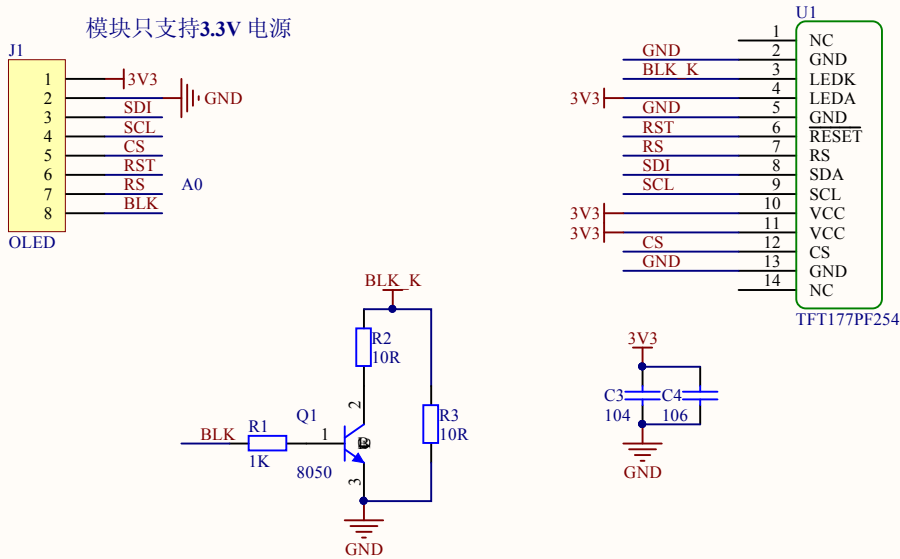 模块只支持3.3V 电源
J1
1
3V3
2
GND
3
SDI
4
SCL
5
CS
6
RST
7
RS
A0
8
BLK
OLED
U1
1
NC
GND
2
GND
BLK_K
3
LEDK
3V3
4
LEDA
GND
5
GND
RST
6
RESET
RS
7
RS
SDI
8
SDA
SCL
9
SCL
3V3
10
VCC
3V3
11
VCC
CS
12
CS
GND
13
GND
14
NC
TFT177PF254
BLK_K
R2
10R
2
Q1
R1
BLK
1
1K
8050
3
R3
10R
GND
3V3
C3
C4
104
106
GND